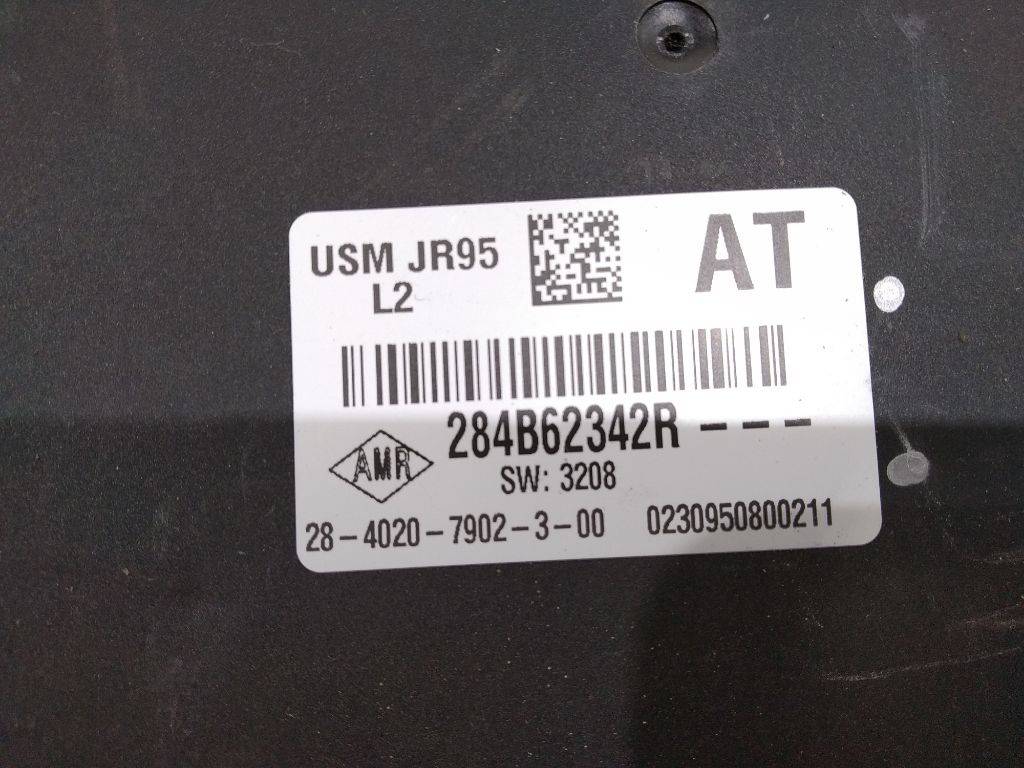 USM JR95
L2
AT
284B62342R – – –
AMR
SW: 3208
28-4020-7902-3-00 0230950800211